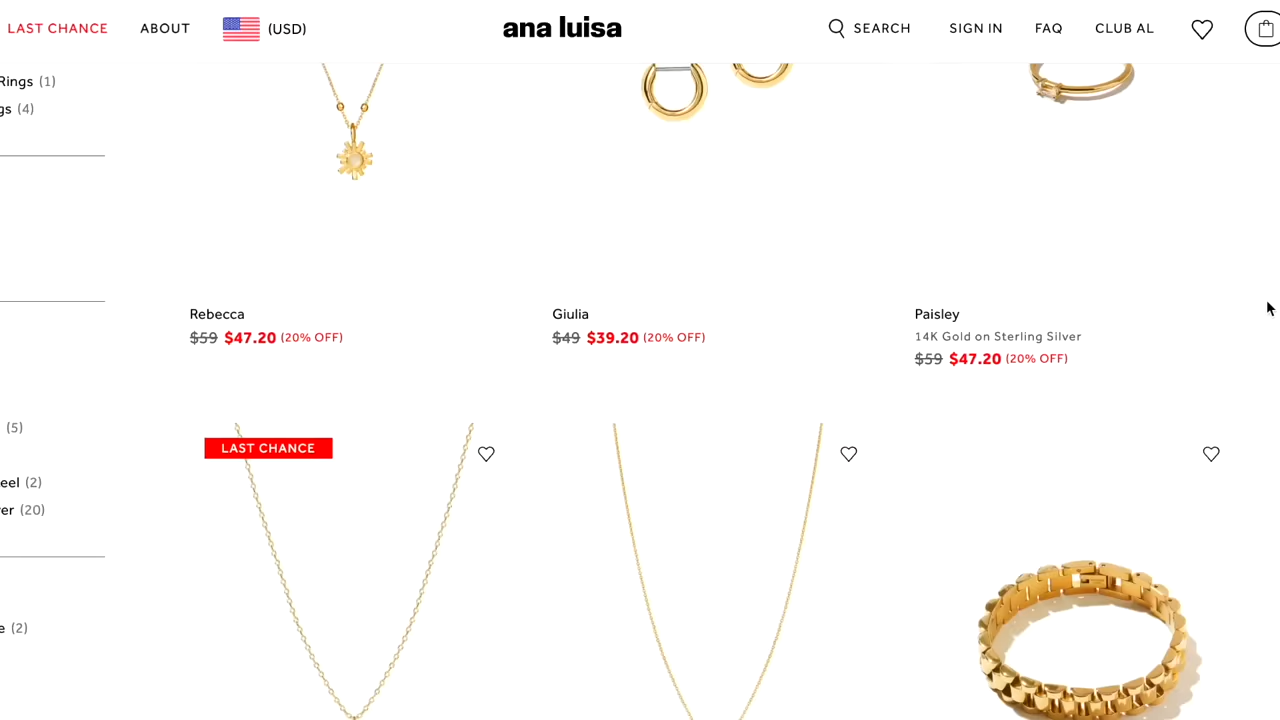 LAST CHANCE ABOUT (USD) ana luisa SEARCH SIGN IN FAQ CLUB AL
Rings (1)
gs (4)
Rebecca
$59 $47.20 (20% OFF)
Giulia
$49 $39.20 (20% OFF)
Paisley
14K Gold on Sterling Silver
$59 $47.20 (20% OFF)
(5)
LAST CHANCE
eel (2)
er (20)
e (2)